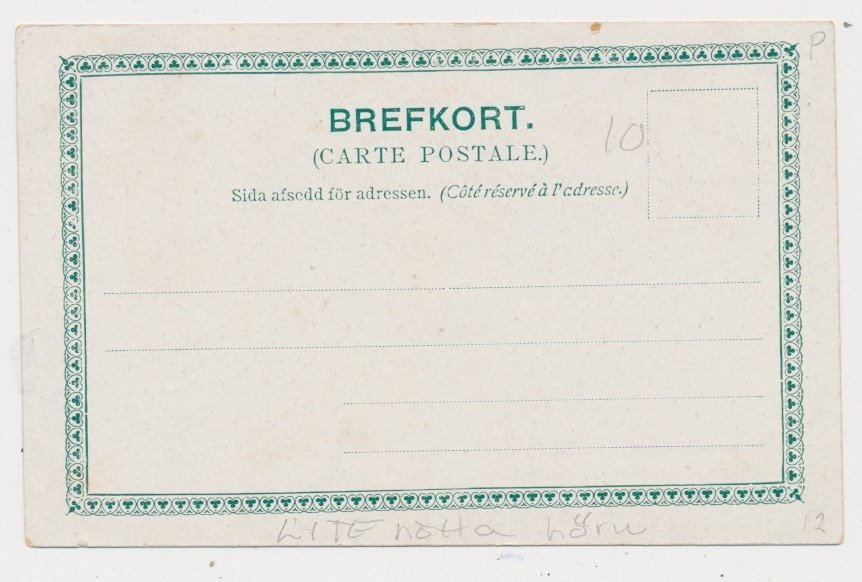 P
BREFKORT.
10
(CARTE POSTALE.)
Sida afsedd för adressen. (Côté réservé à l'adresse.)
LITE nötta hörn
12